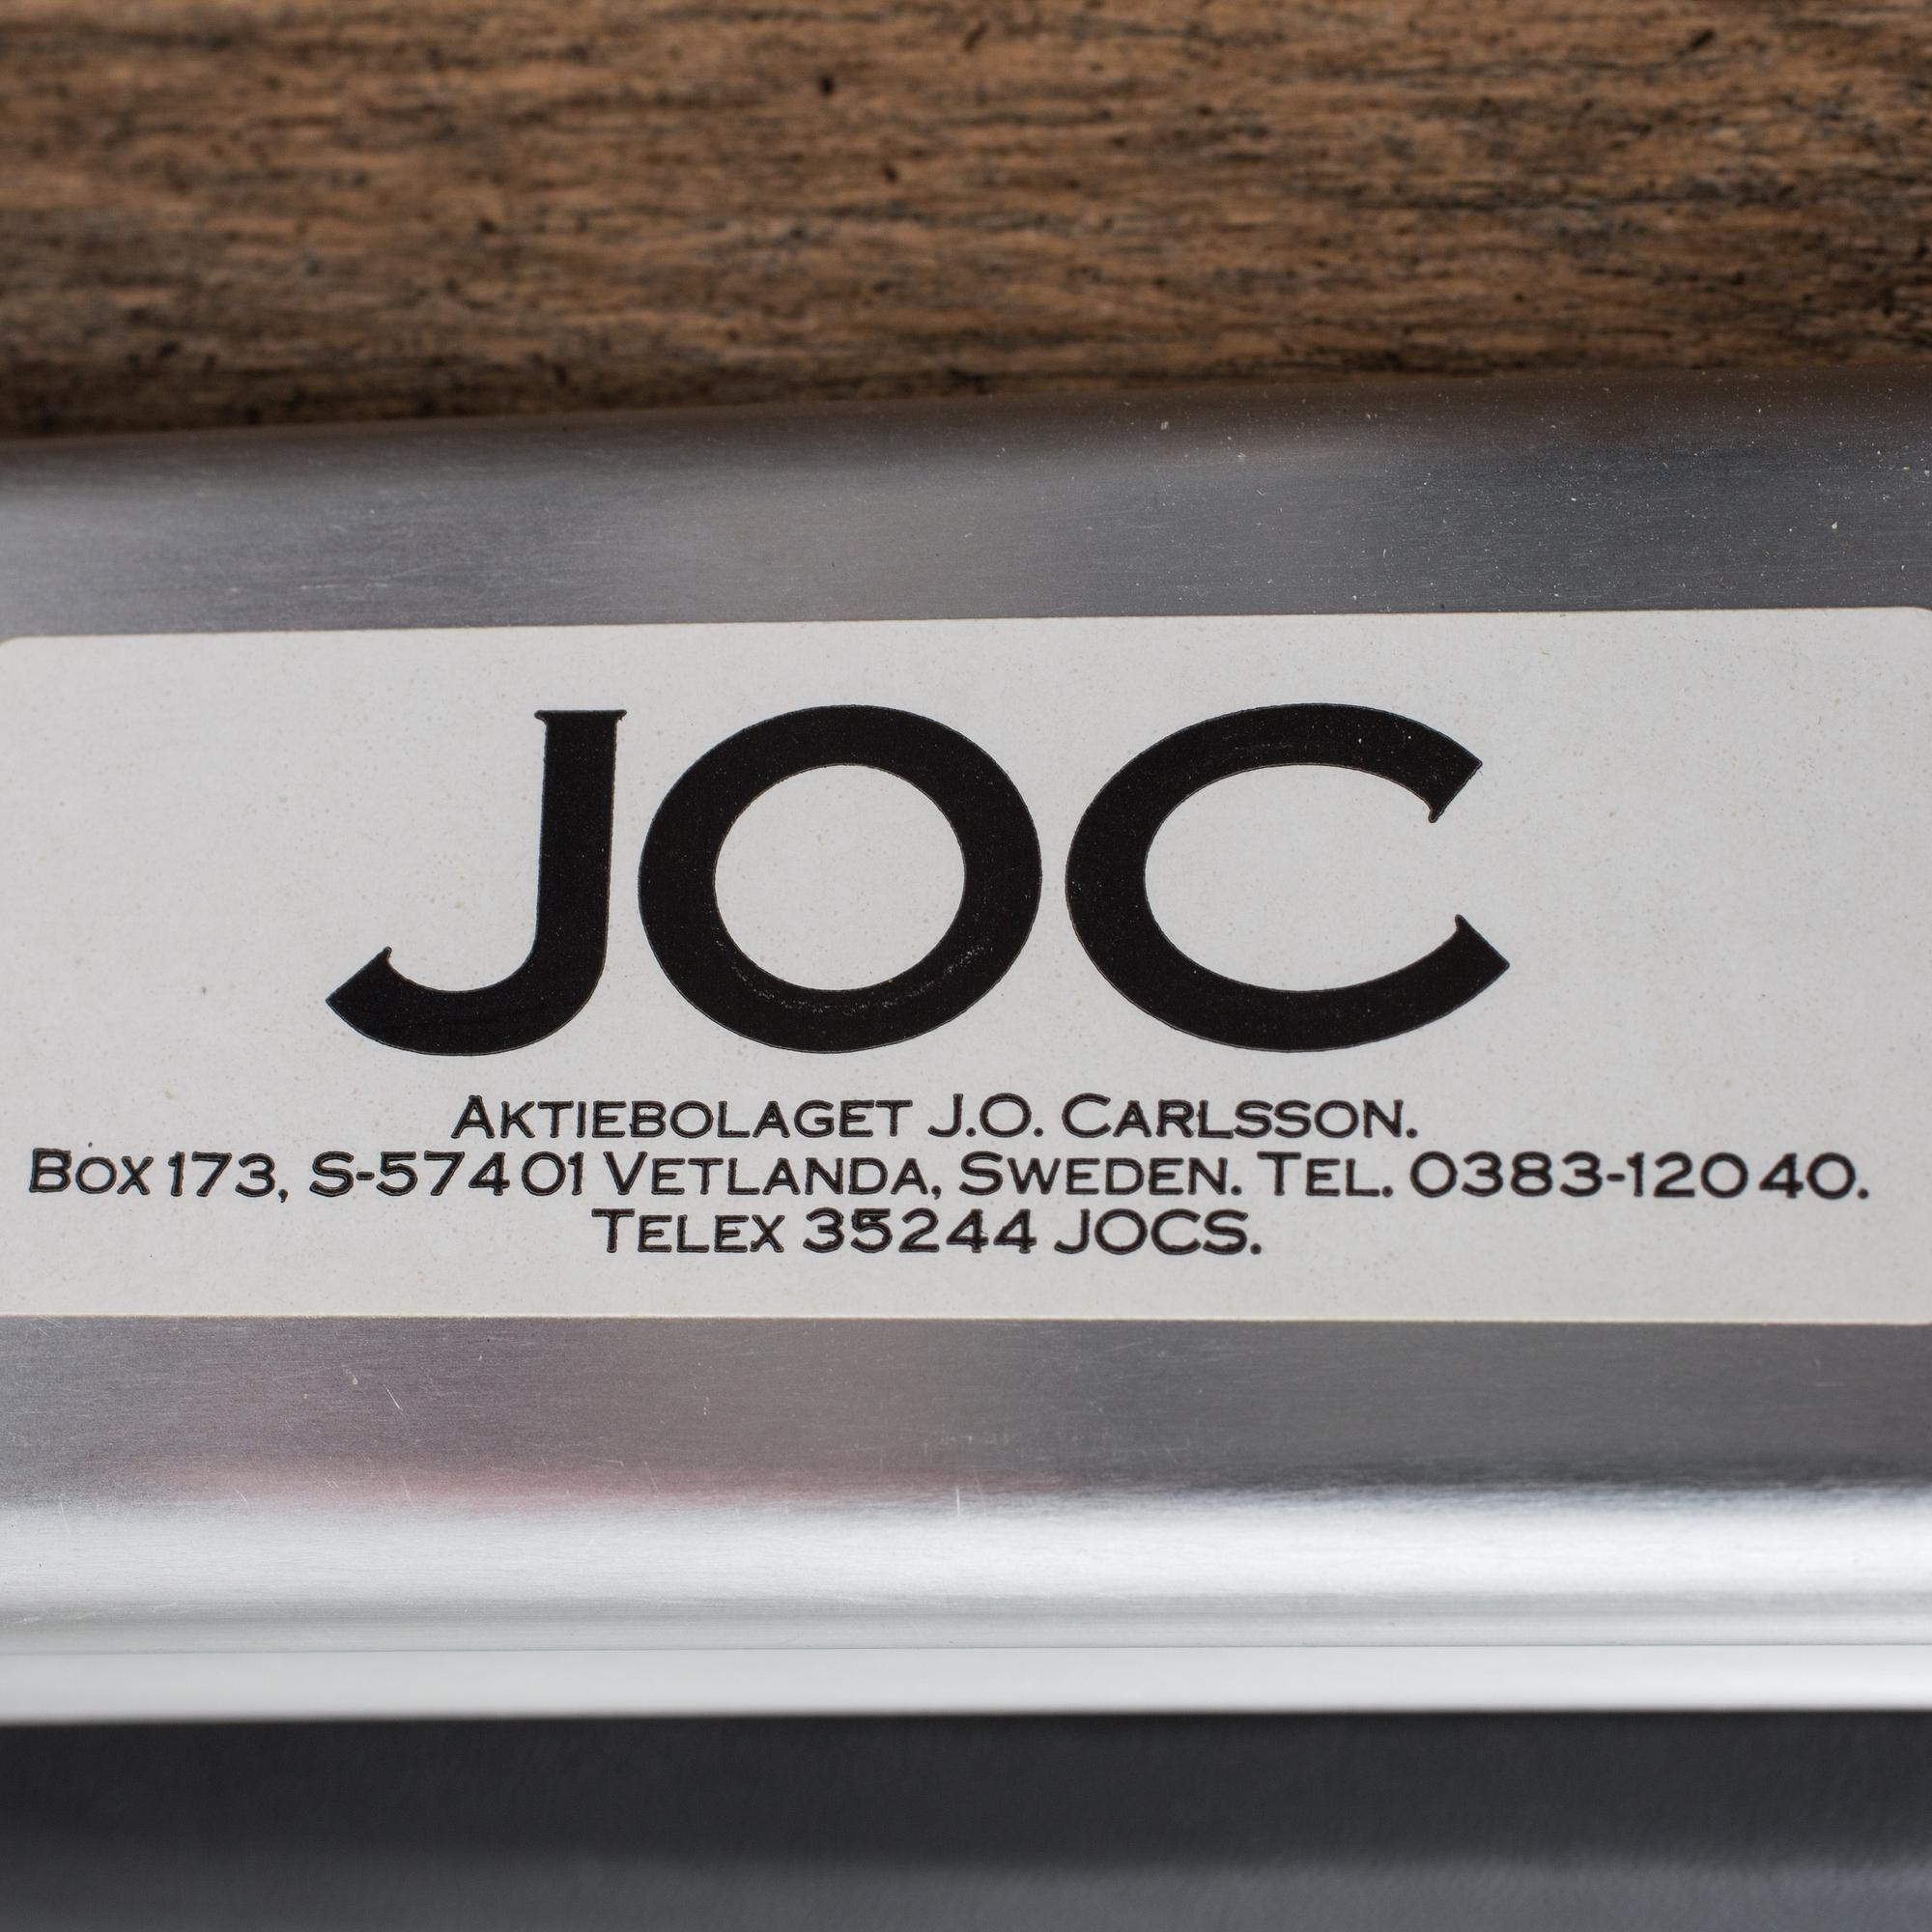 JOC
AKTIEBOLAGET J.O. CARLSSON.
BOX 173, S-574 01 VETLANDA, SWEDEN. TEL. 0383-120 40.
TELEX 35244 JOCS.